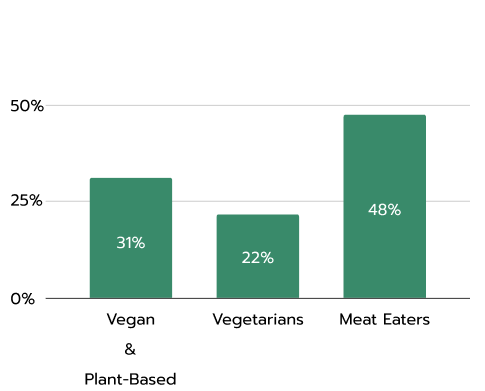 50%
25%
0%
31%
22%
48%
Vegan
&
Plant-Based
Vegetarians
Meat Eaters